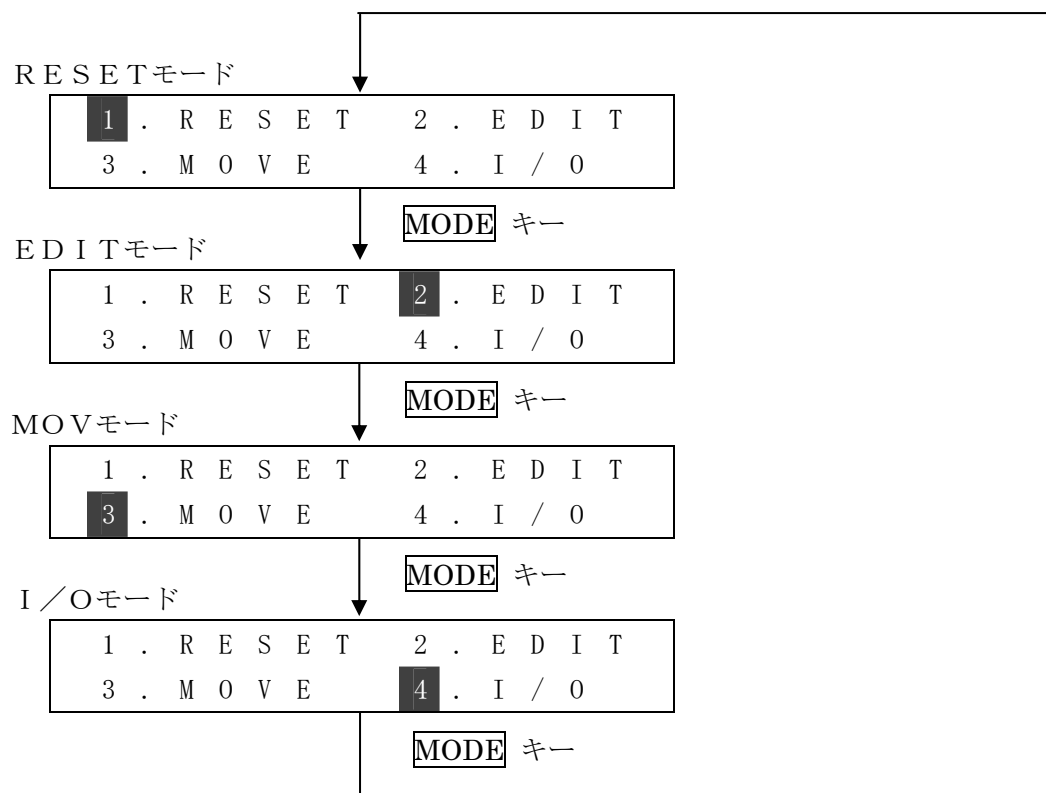 RESETモード
1.RESET 2.EDIT
3.MOVE 4.I/O
MODE キー
EDITモード
1.RESET 2.EDIT
3.MOVE 4.I/O
MODE キー
MOVモード
1.RESET 2.EDIT
3.MOVE 4.I/O
MODE キー
I/Oモード
1.RESET 2.EDIT
3.MOVE 4.I/O
MODE キー